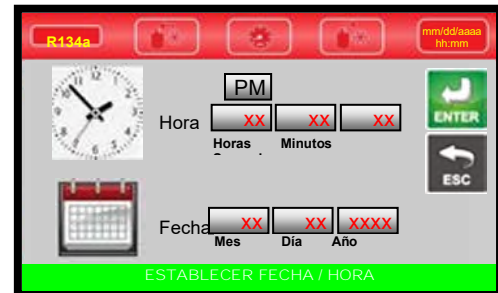 R134a
mm/dd/aaaa
hh:mm
PM
Hora XX XX XX
Horas Minutos
ENTER
ESC
Fecha XX XX XXXX
Mes Día Año
ESTABLECER FECHA / HORA